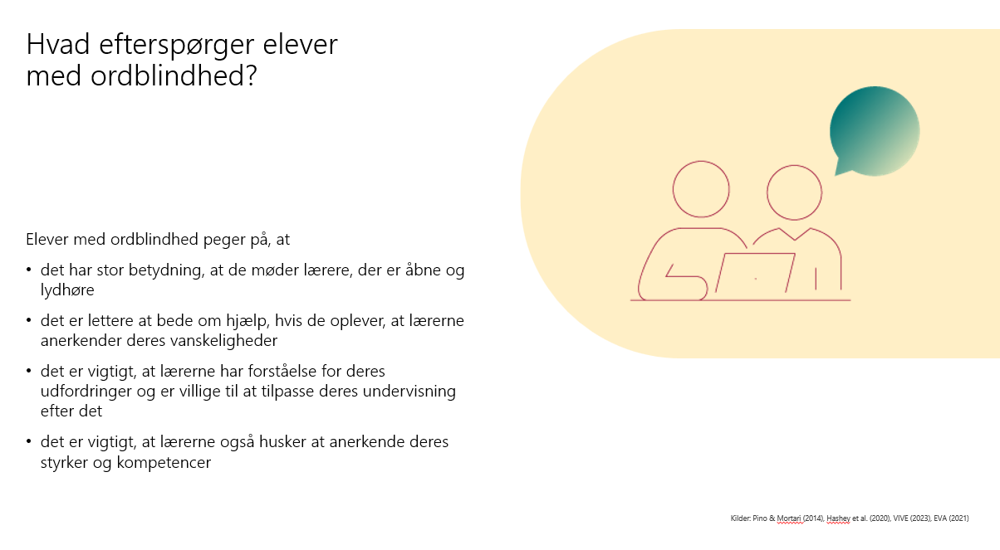 Hvad efterspørger elever
med ordblindhed?
Elever med ordblindhed peger på, at
• det har stor betydning, at de møder lærere, der er åbne og
lydhøre
• det er lettere at bede om hjælp, hvis de oplever, at lærerne
anerkender deres vanskeligheder
• det er vigtigt, at lærerne har forståelse for deres
udfordringer og er villige til at tilpasse deres undervisning
efter det
• det er vigtigt, at lærerne også husker at anerkende deres
styrker og kompetencer
Kilder: Pino & Mortari (2014), Hashey et al. (2020), VIVE (2023), EVA (2021)